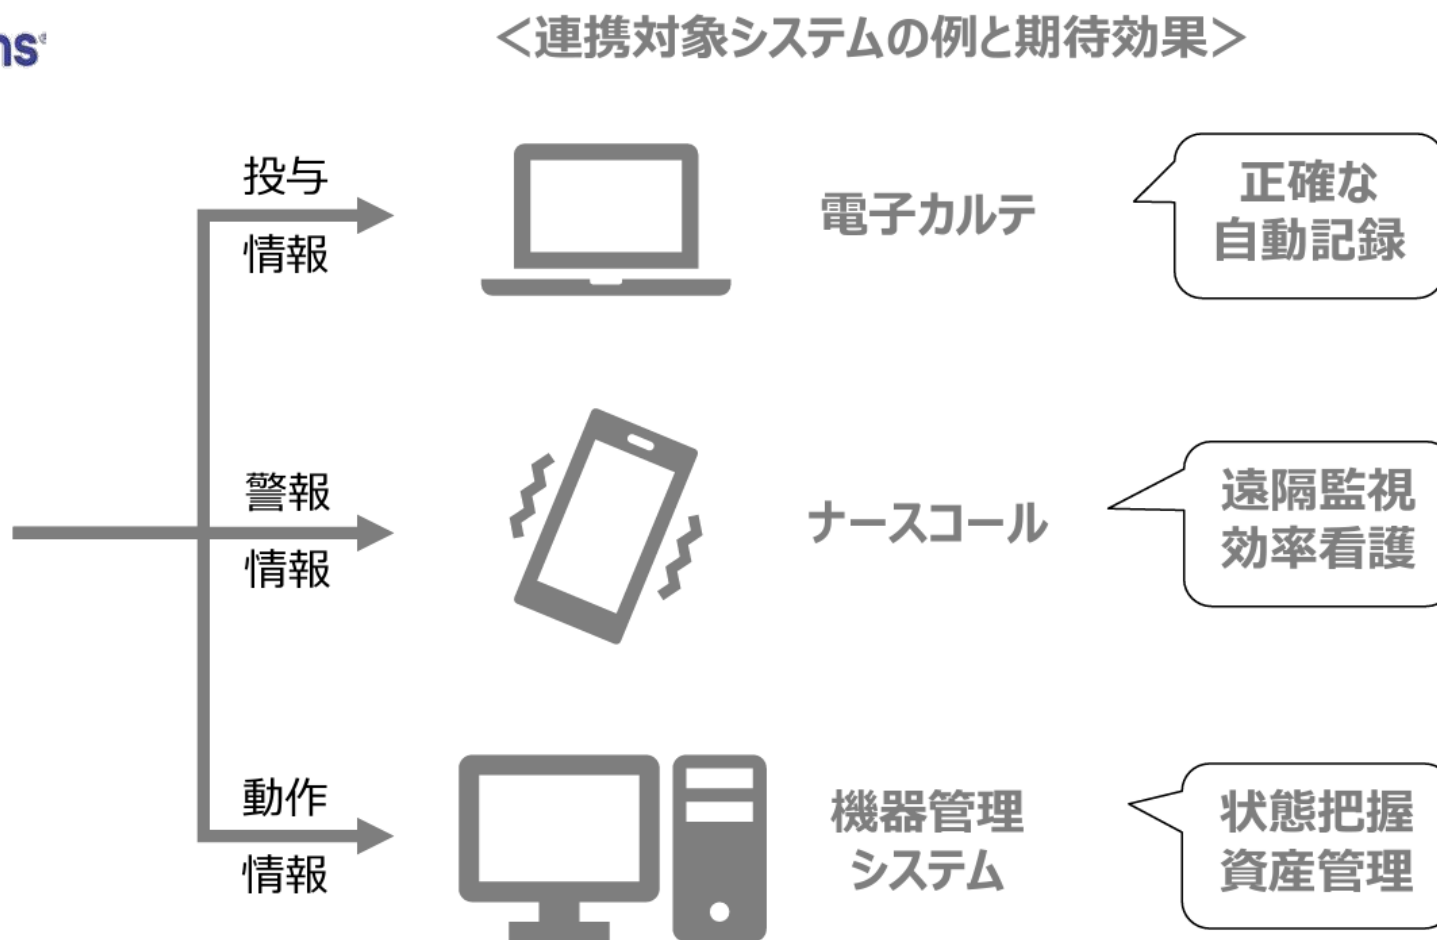 ＜連携対象システムの例と期待効果＞
投与
情報
電子カルテ
正確な
自動記録
警報
情報
ナースコール
遠隔監視
効率看護
動作
情報
機器管理
システム
状態把握
資産管理